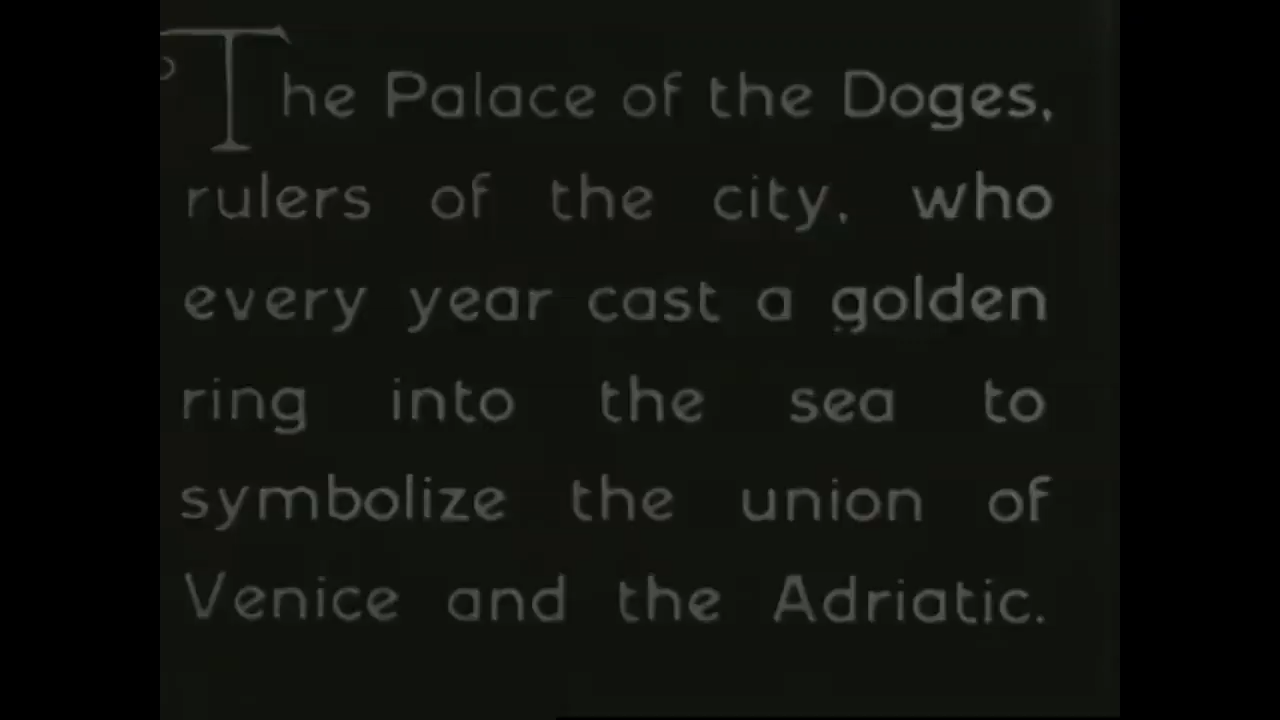 The Palace of the Doges,
rulers of the city, who
every year cast a golden
ring into the sea to
symbolize the union of
Venice and the Adriatic.